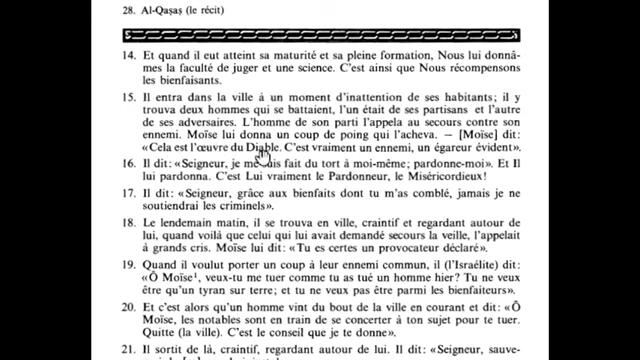 28. Al-Qaṣaṣ (le récit)
14. Et quand il eut atteint sa maturité et sa pleine formation, Nous lui donnâ-
mes la faculté de juger et une science. C'est ainsi que Nous récompensons
les bienfaisants.
15. Il entra dans la ville à un moment d'inattention de ses habitants; il y
trouva deux hommes qui se battaient, l'un était de ses partisans et l'autre
de ses adversaires. L'homme de son parti l'appela au secours contre son
ennemi. Moïse lui donna un coup de poing qui l'acheva. — [Moïse] dit:
«Cela est l'œuvre du Diable. C'est vraiment un ennemi, un égareur évident».
16. Il dit: «Seigneur, je me suis fait du tort à moi-même; pardonne-moi». Et Il
lui pardonna. C'est Lui vraiment le Pardonneur, le Miséricordieux!
17. Il dit: «Seigneur, grâce aux bienfaits dont tu m'as comblé, jamais je ne
soutiendrai les criminels».
18. Le lendemain matin, il se trouva en ville, craintif et regardant autour de
lui, quand voilà que celui qui lui avait demandé secours la veille, l'appelait
à grands cris. Moïse lui dit: «Tu es certes un provocateur déclaré».
19. Quand il voulut porter un coup à leur ennemi commun, il (l'Israélite) dit:
«Ô Moïse¹, veux-tu me tuer comme tu as tué un homme hier? Tu ne veux
être qu'un tyran sur terre; et tu ne veux pas être parmi les bienfaiteurs».
20. Et c'est alors qu'un homme vint du bout de la ville en courant et dit: «Ô
Moïse, les notables sont en train de se concerter à ton sujet pour te tuer.
Quitte (la ville). C'est le conseil que je te donne».
21. Il sortit de là, craintif, regardant autour de lui. Il dit: «Seigneur, sauve-